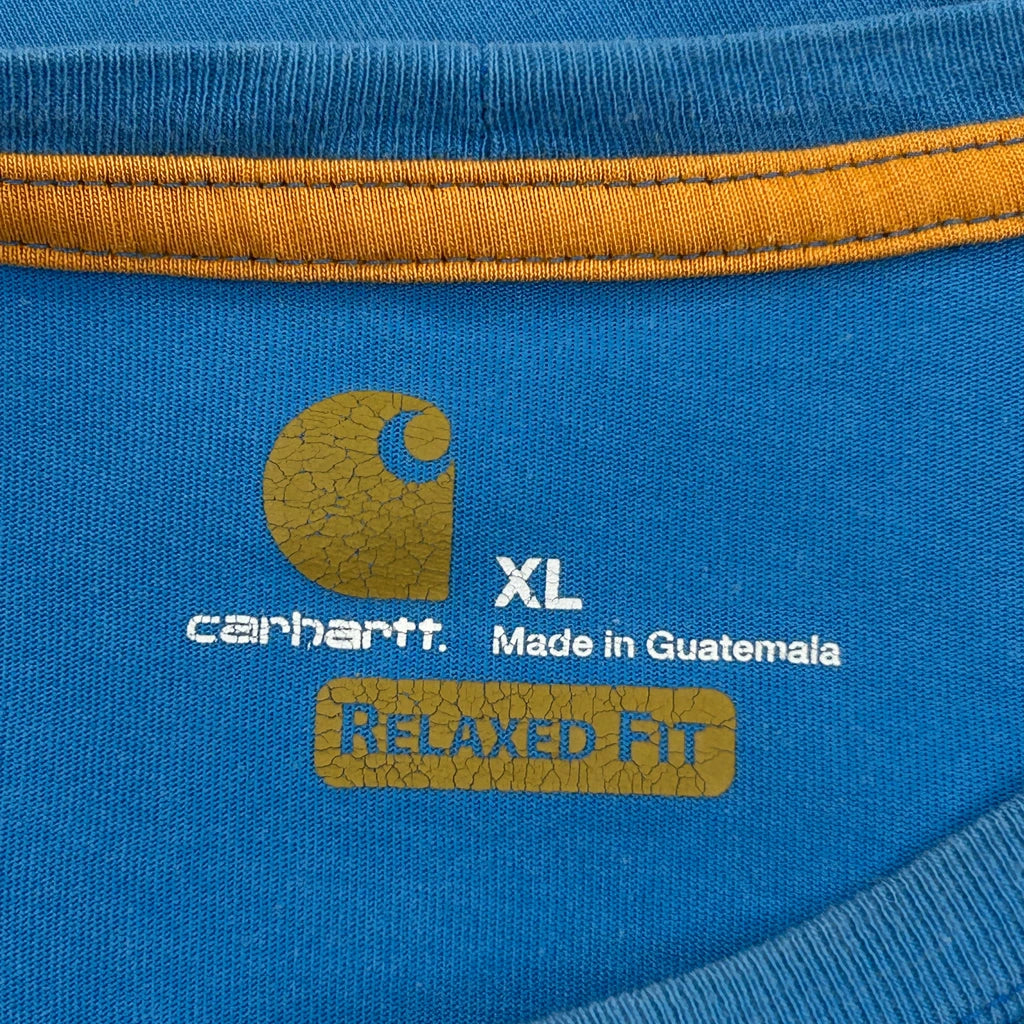 XL
carhartt.
Made in Guatemala
RELAXED FIT